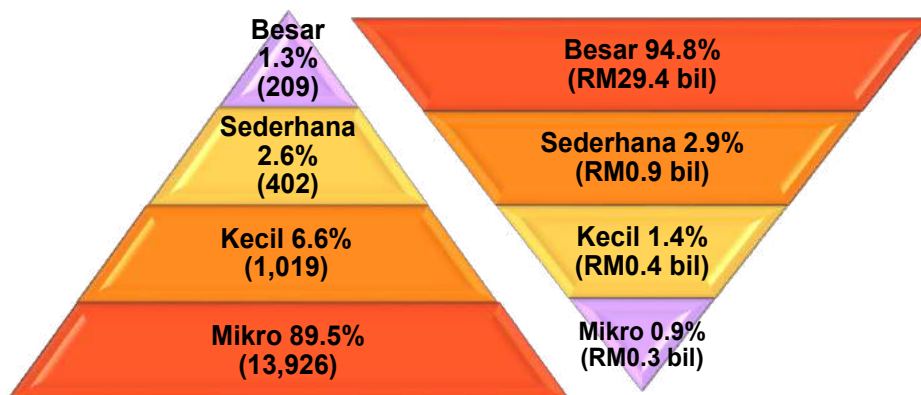 Besar
1.3%
(209)
Sederhana
2.6%
(402)
Kecil 6.6%
(1,019)
Mikro 89.5%
(13,926)
Besar 94.8%
(RM29.4 bil)
Sederhana 2.9%
(RM0.9 bil)
Kecil 1.4%
(RM0.4 bil)
Mikro 0.9%
(RM0.3 bil)